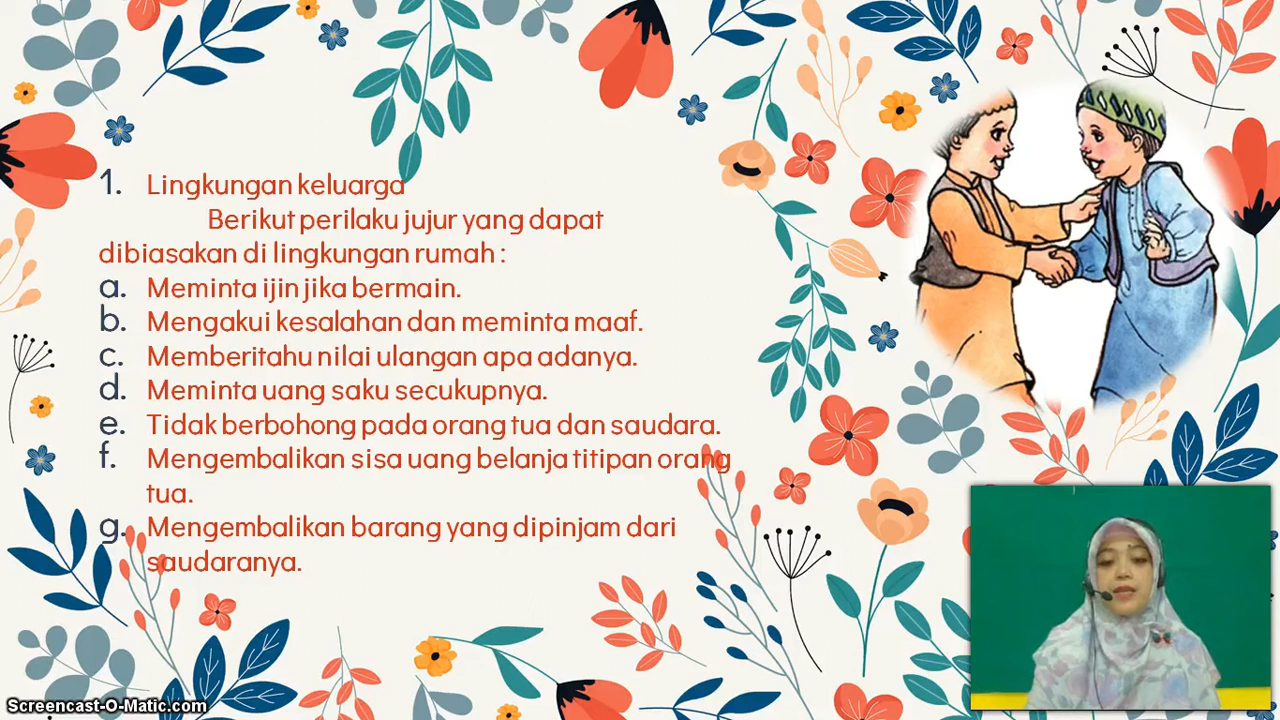 1. Lingkungan keluarga
Berikut perilaku jujur yang dapat
dibiasakan di lingkungan rumah :
a. Meminta ijin jika bermain.
b. Mengakui kesalahan dan meminta maaf.
c. Memberitahu nilai ulangan apa adanya.
d. Meminta uang saku secukupnya.
e. Tidak berbohong pada orang tua dan saudara.
f. Mengembalikan sisa uang belanja titipan orang
tua.
g. Mengembalikan barang yang dipinjam dari
saudaranya.
Screencast-O-Matic.com